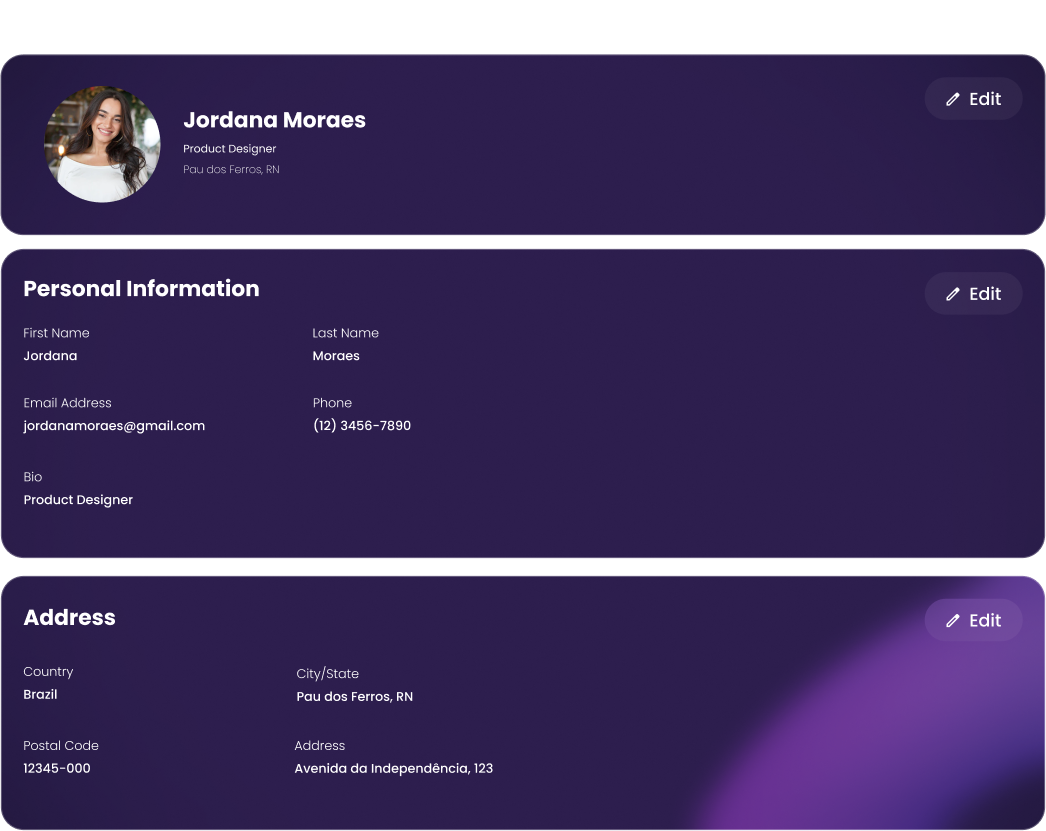 Jordana Moraes
Product Designer
Pau dos Ferros, RN
Edit
Personal Information
Edit
First Name
Jordana
Last Name
Moraes
Email Address
jordanamoraes@gmail.com
Phone
(12) 3456-7890
Bio
Product Designer
Address
Edit
Country
Brazil
City/State
Pau dos Ferros, RN
Postal Code
12345-000
Address
Avenida da Independência, 123